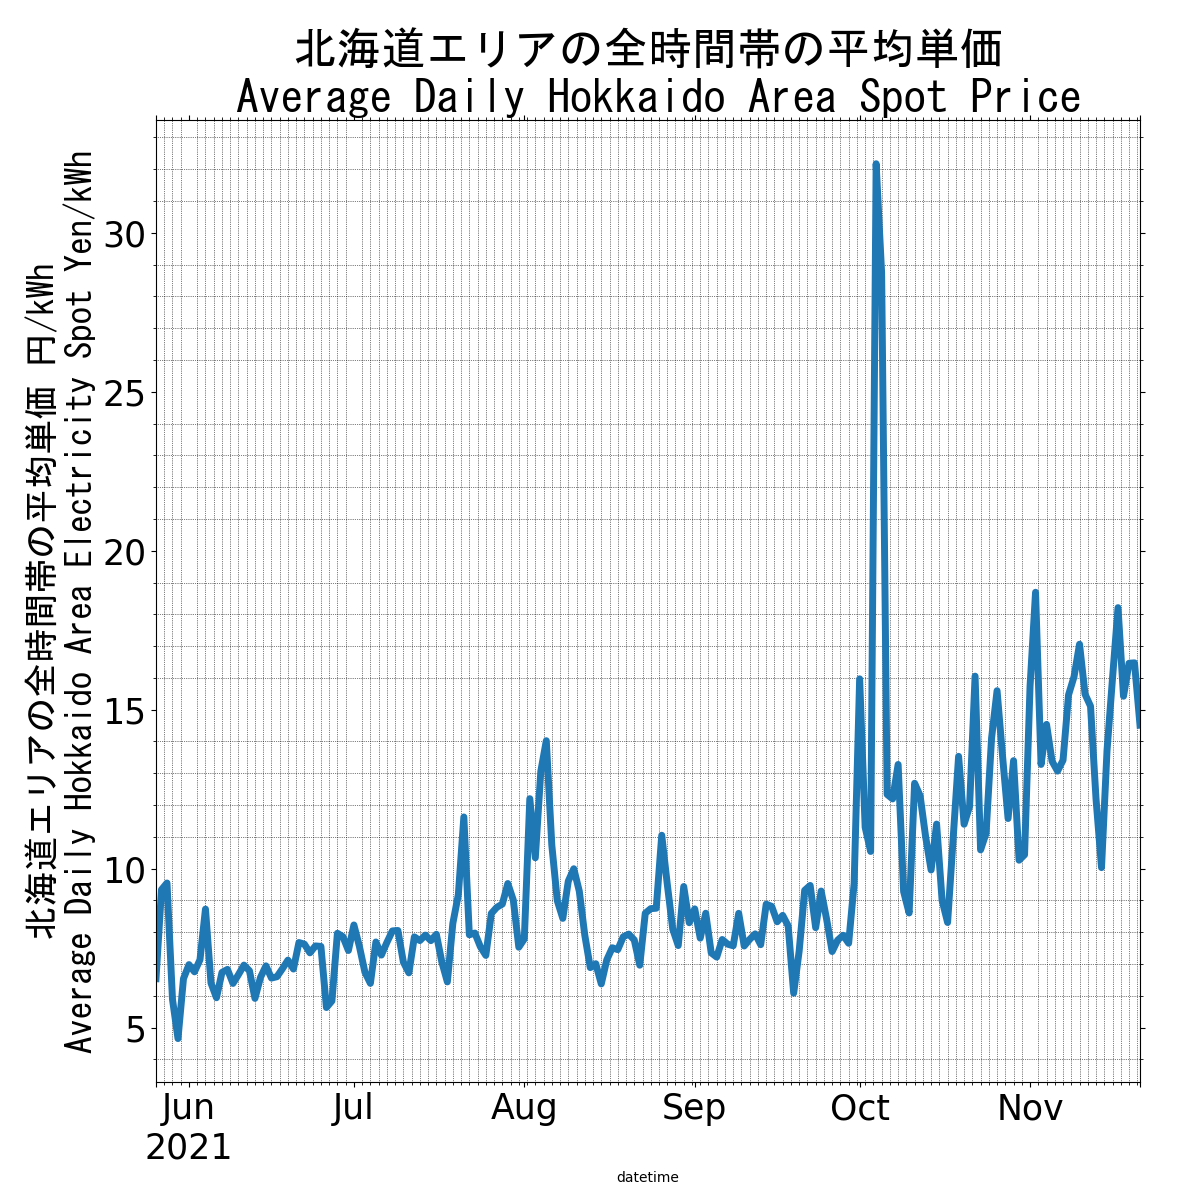 北海道エリアの全時間帯の平均単価
Average Daily Hokkaido Area Spot Price
北海道エリアの全時間帯の平均単価 円/kWh
Average Daily Hokkaido Area Electricity Spot Yen/kWh
30
25
20
15
10
5
Jun
2021
Jul
Aug
Sep
Oct
Nov
datetime